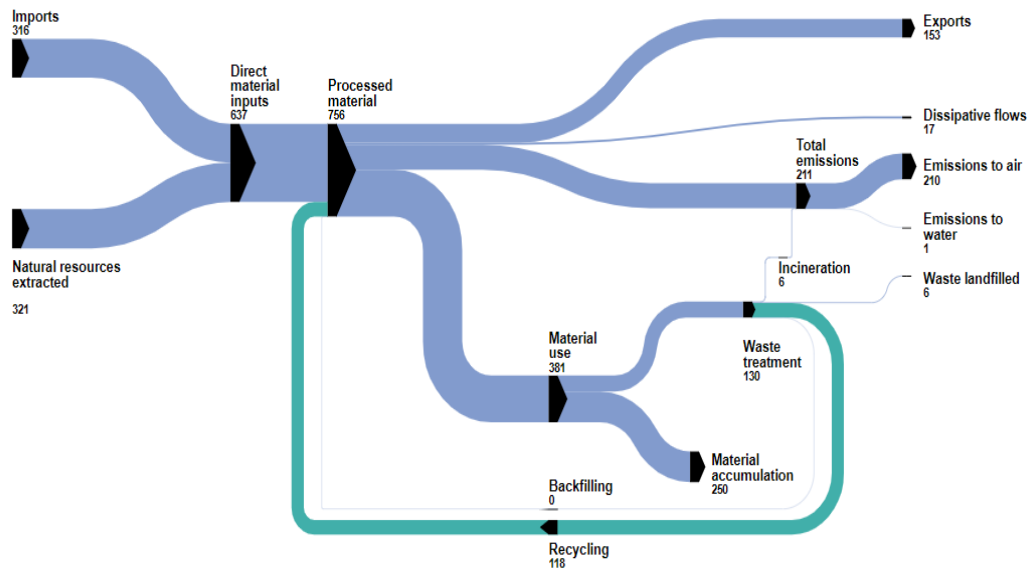 Imports
316
Exports
153
Direct
material
inputs
637
Processed
material
756
Dissipative flows
17
Total
emissions
211
Emissions to air
210
Emissions to
water
1
Natural resources
extracted
321
Incineration
6
Waste landfilled
6
Material
use
381
Waste
treatment
130
Material
accumulation
250
Backfilling
0
Recycling
118